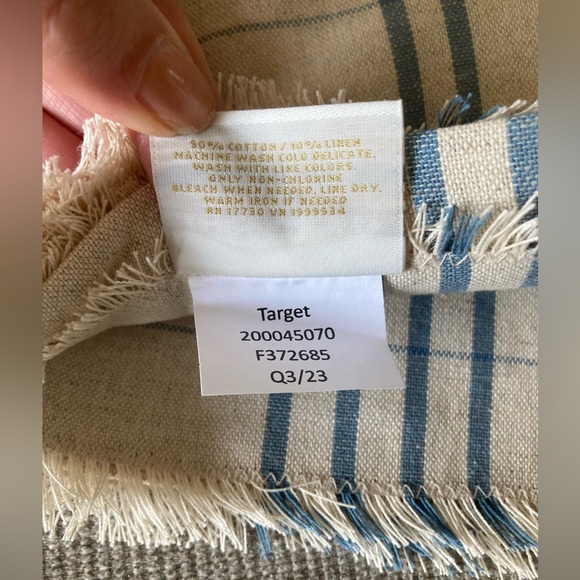 90% COTTON / 10% LINEN
MACHINE WASH COLD DELICATE.
WASH WITH LIKE COLORS.
ONLY NON-CHLORINE
BLEACH WHEN NEEDED. LINE DRY.
WARM IRON IF NEEDED
RN 17730 VN 1999934
Target
200045070
F372685
Q3/23